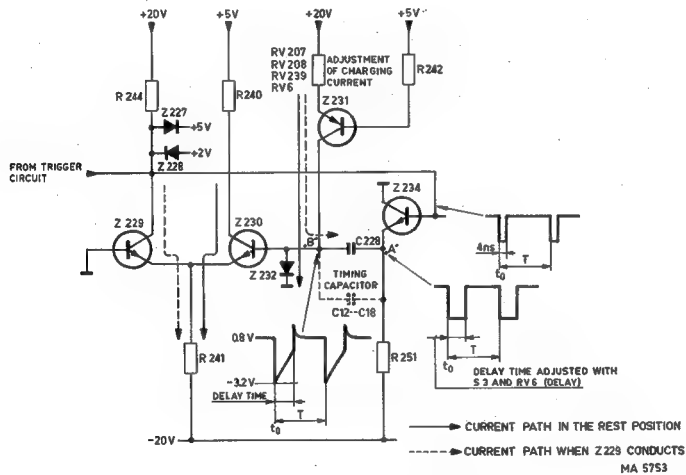 +20V
+5V
+20V
+5V
RV 207
RV 208
RV 239
RV 6
ADJUSTMENT
OF CHARGING
CURRENT
R 242
R 244
R 240
Z 231
Z 227
+5V
+2V
Z 228
FROM TRIGGER
CIRCUIT
Z 234
Z 229
Z 230
"B"
C 228
"A"
4ns
t₀
T
Z 232
TIMING
CAPACITOR
C12--C18
R 241
0.8V
R 251
t₀
T
-3.2V
DELAY TIME
T
t₀
DELAY TIME ADJUSTED WITH
S 3 AND RV 6 (DELAY)
-20V
CURRENT PATH IN THE REST POSITION
CURRENT PATH WHEN Z 229 CONDUCTS
MA 5753